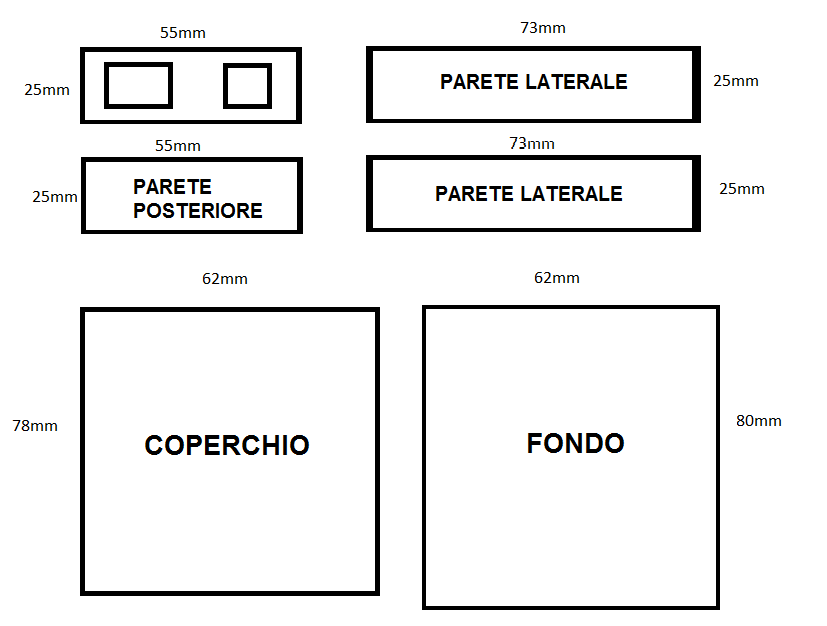 55mm
73mm
25mm
PARETE LATERALE
25mm
55mm
73mm
25mm
PARETE
POSTERIORE
PARETE LATERALE
25mm
62mm
62mm
78mm
COPERCHIO
FONDO
80mm